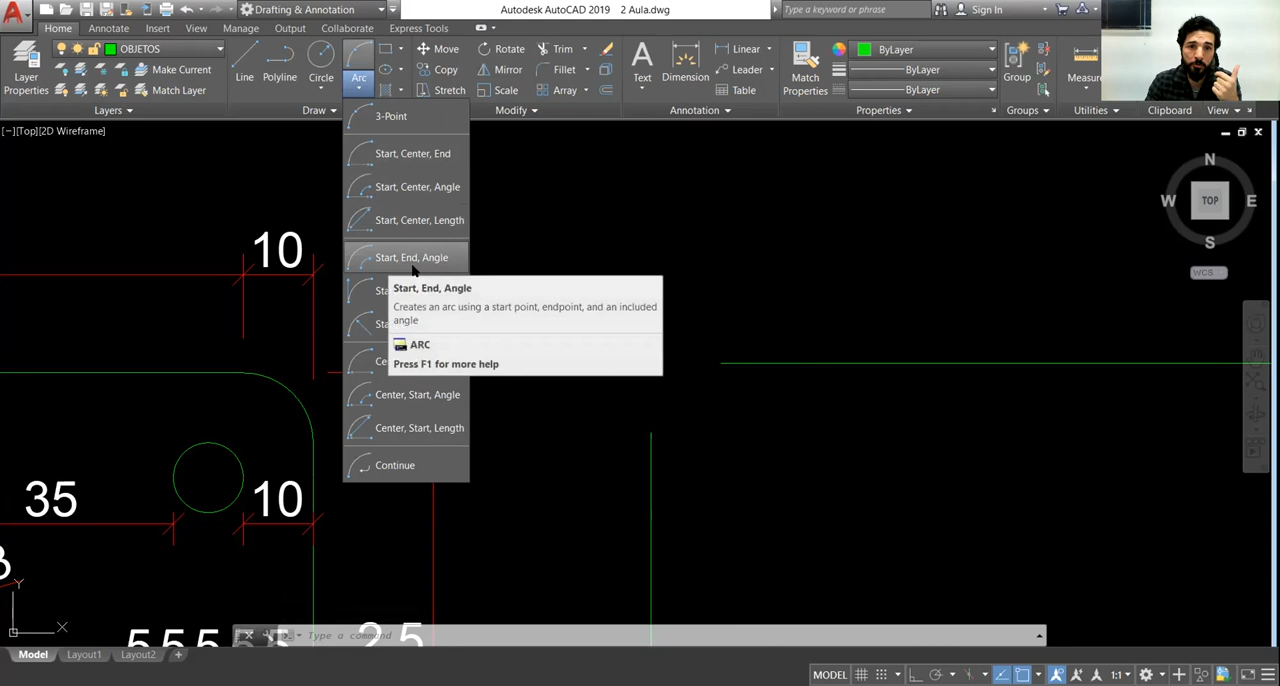 Drafting & Annotation
Autodesk AutoCAD 2019 2 Aula.dwg
Type a keyword or phrase
Sign In
Home Annotate Insert View Manage Output Collaborate Express Tools
Layer Properties
OBJETOS
Make Current
Match Layer
Layers
Line
Polyline
Circle
Arc
Draw
Move
Copy
Stretch
Rotate
Mirror
Scale
Trim
Fillet
Array
Modify
Text
Dimension
Linear
Leader
Table
Annotation
Match Properties
ByLayer
ByLayer
ByLayer
Properties
Group
Groups
Measure
Clipboard
View
[−][Top][2D Wireframe]
3-Point
Start, Center, End
Start, Center, Angle
Start, Center, Length
Start, End, Angle
Start, End, Angle
Creates an arc using a start point, endpoint, and an included
angle
ARC
Press F1 for more help
Center, Start, Angle
Center, Start, Length
Continue
N
W TOP E
S
WCS
10
35
10
Y
X
Type a command
Model Layout1 Layout2 +
MODEL
1:1